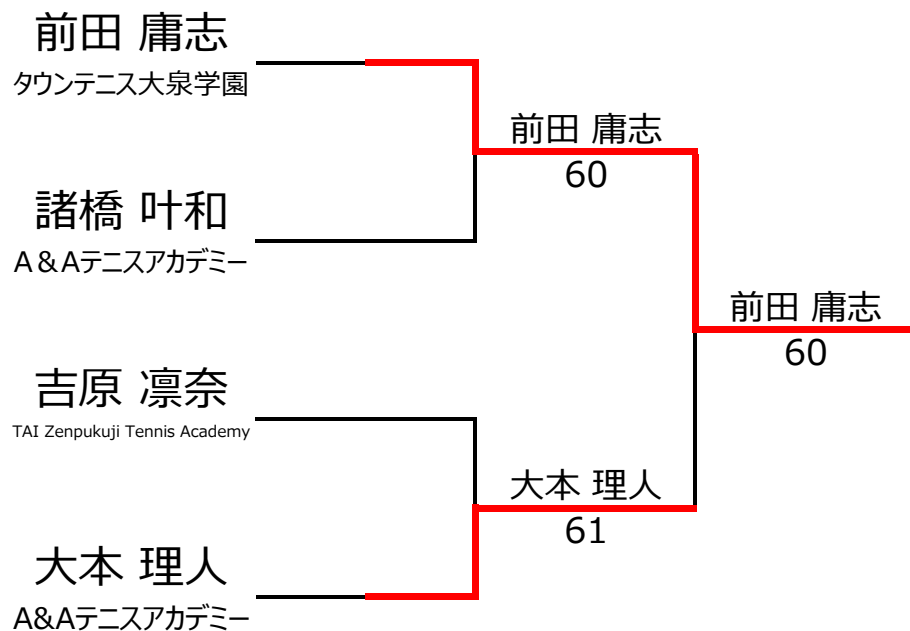 前田 庸志
タウンテニス大泉学園
前田 庸志
60
諸橋 叶和
A&Aテニスアカデミー
前田 庸志
60
吉原 凛奈
TAI Zenpukuji Tennis Academy
大本 理人
61
大本 理人
A&Aテニスアカデミー